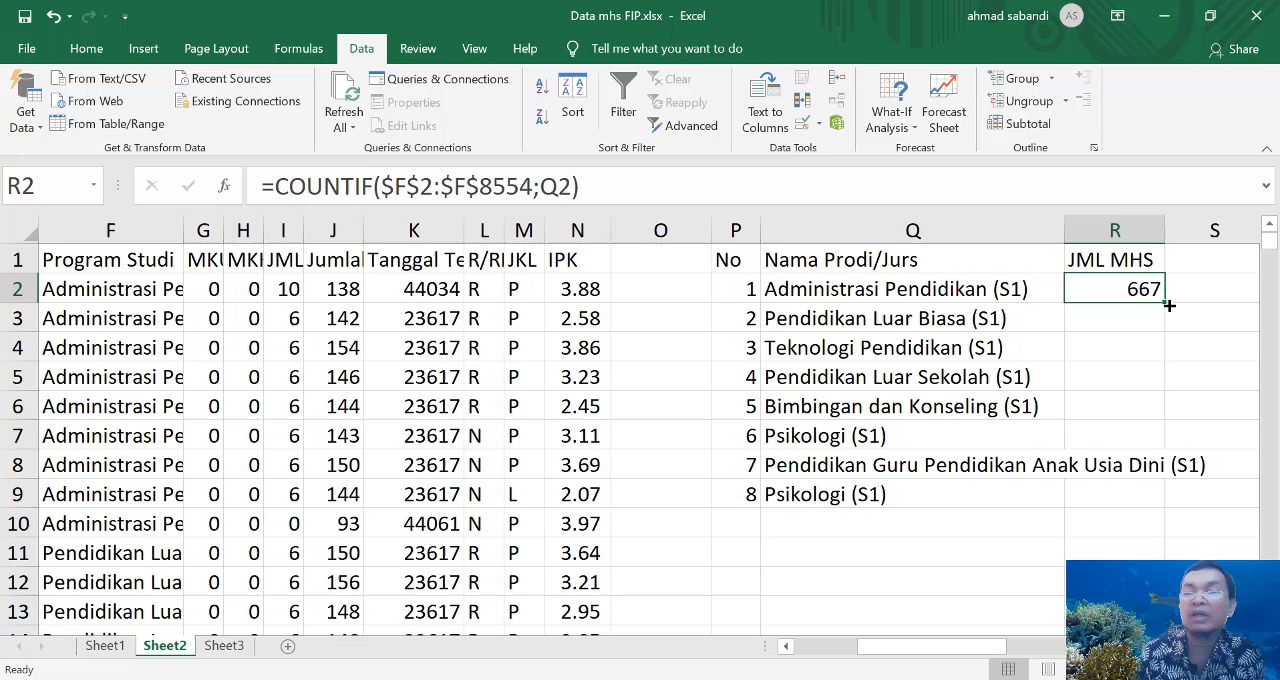 Data mhs FIP.xlsx - Excel
ahmad sabandi AS
File Home Insert Page Layout Formulas Data Review View Help Tell me what you want to do Share
Get Data
From Text/CSV
From Web
From Table/Range
Recent Sources
Existing Connections
Get & Transform Data
Refresh All
Queries & Connections
Properties
Edit Links
Queries & Connections
Sort
Filter
Clear
Reapply
Advanced
Sort & Filter
Text to Columns
Data Tools
What-If Analysis
Forecast Sheet
Forecast
Group
Ungroup
Subtotal
Outline
R2 fx =COUNTIF($F$2:$F$8554;Q2)
F G H I J K L M N O P Q R S
1 Program Studi MKU MKI JML Jumla Tanggal Te R/RI JKL IPK No Nama Prodi/Jurs JML MHS
2 Administrasi Pe 0 0 10 138 44034 R P 3.88 1 Administrasi Pendidikan (S1) 667
3 Administrasi Pe 0 0 6 142 23617 R P 2.58 2 Pendidikan Luar Biasa (S1)
4 Administrasi Pe 0 0 6 154 23617 R P 3.86 3 Teknologi Pendidikan (S1)
5 Administrasi Pe 0 0 6 146 23617 R P 3.23 4 Pendidikan Luar Sekolah (S1)
6 Administrasi Pe 0 0 6 144 23617 R P 2.45 5 Bimbingan dan Konseling (S1)
7 Administrasi Pe 0 0 6 143 23617 N P 3.11 6 Psikologi (S1)
8 Administrasi Pe 0 0 6 150 23617 N P 3.69 7 Pendidikan Guru Pendidikan Anak Usia Dini (S1)
9 Administrasi Pe 0 0 6 144 23617 N L 2.07 8 Psikologi (S1)
10 Administrasi Pe 0 0 0 93 44061 N P 3.97
11 Pendidikan Lua 0 0 6 150 23617 R P 3.64
12 Pendidikan Lua 0 0 6 156 23617 R P 3.21
13 Pendidikan Lua 0 0 6 148 23617 R P 2.95
Sheet1 Sheet2 Sheet3
Ready